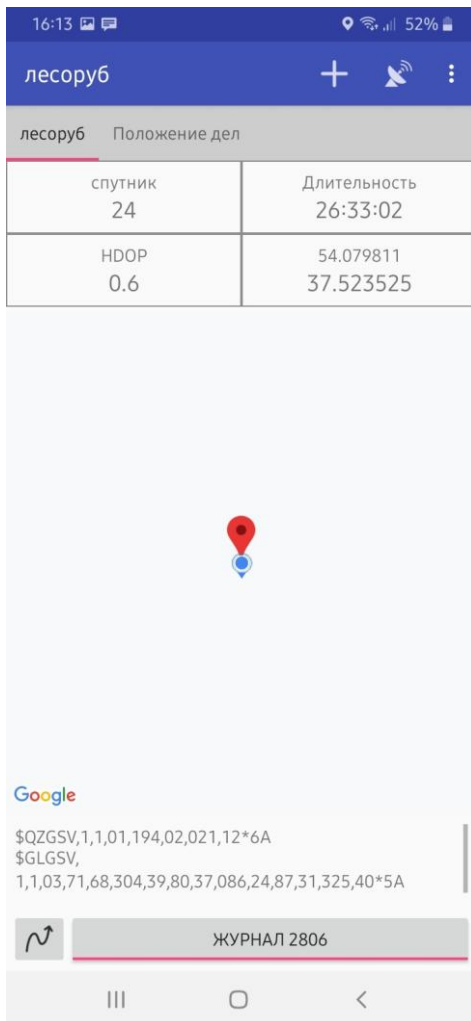 16:13 52%
лесоруб
лесоруб Положение дел
спутник Длительность
24 26:33:02
HDOP 54.079811
0.6 37.523525
Google
$QZGSV,1,1,01,194,02,021,12*6A
$GLGSV,
1,1,03,71,68,304,39,80,37,086,24,87,31,325,40*5A
ЖУРНАЛ 2806